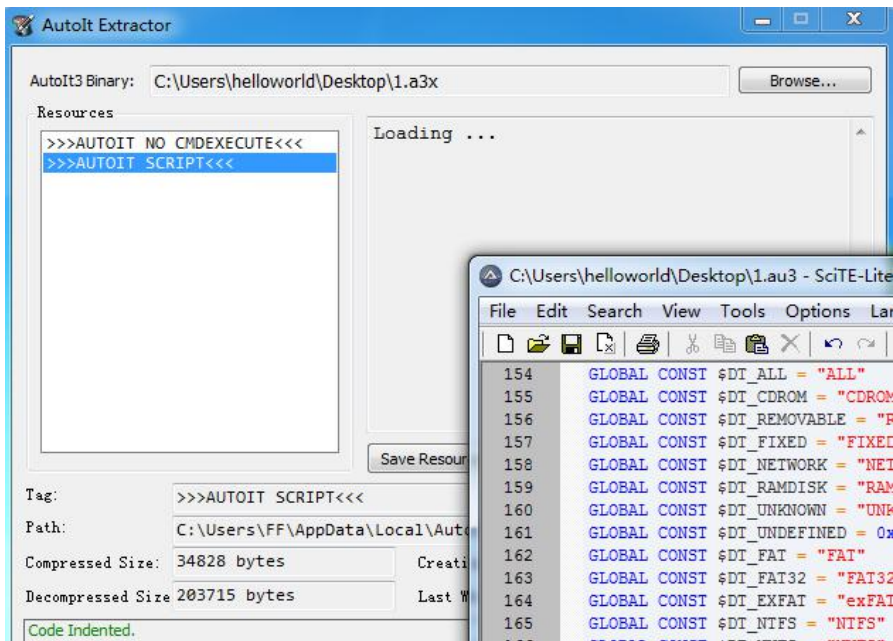 AutoIt Extractor
AutoIt3 Binary: C:\Users\helloworld\Desktop\1.a3x Browse...
Resources
>>>AUTOIT NO CMDEXECUTE<<<
>>>AUTOIT SCRIPT<<<
Loading ...
Save Resour
Tag: >>>AUTOIT SCRIPT<<<
Path: C:\Users\FF\AppData\Local\Auto
Compressed Size: 34828 bytes Creati
Decompressed Size 203715 bytes Last W
Code Indented.
C:\Users\helloworld\Desktop\1.au3 - SciTE-Lite
File Edit Search View Tools Options Lan
154 GLOBAL CONST $DT_ALL = "ALL"
155 GLOBAL CONST $DT_CDROM = "CDROM
156 GLOBAL CONST $DT_REMOVABLE = "R
157 GLOBAL CONST $DT_FIXED = "FIXED
158 GLOBAL CONST $DT_NETWORK = "NET
159 GLOBAL CONST $DT_RAMDISK = "RAM
160 GLOBAL CONST $DT_UNKNOWN = "UNK
161 GLOBAL CONST $DT_UNDEFINED = 0x
162 GLOBAL CONST $DT_FAT = "FAT"
163 GLOBAL CONST $DT_FAT32 = "FAT32
164 GLOBAL CONST $DT_EXFAT = "exFAT
165 GLOBAL CONST $DT_NTFS = "NTFS"